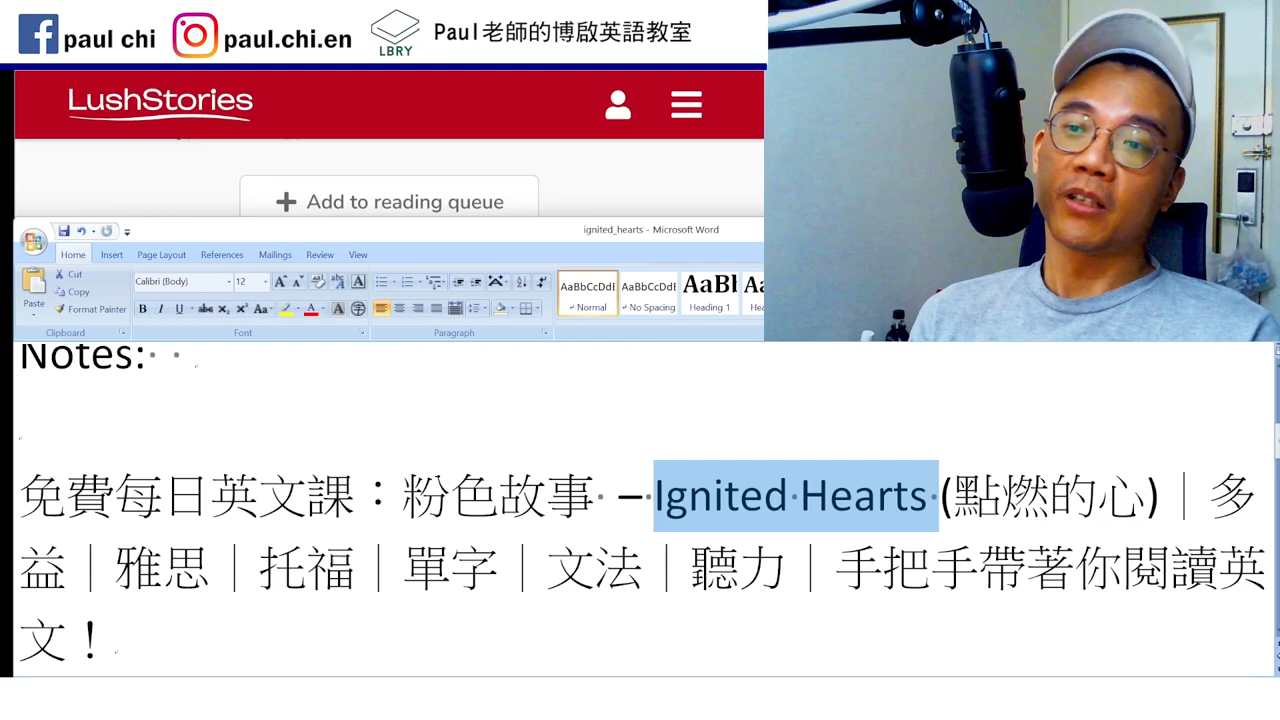 paul chi
paul.chi.en
LBRY
Paul老師的博啟英語教室
LushStories
Add to reading queue
ignited_hearts - Microsoft Word
Home Insert Page Layout References Mailings Review View
Cut
Copy
Format Painter
Paste
Clipboard
Calibri (Body) 12
Font
Paragraph
AaBbCcDdE AaBbCcDdE AaBb Aa
Normal No Spacing Heading 1 Hea
Notes:
免費每日英文課：粉色故事 – Ignited Hearts (點燃的心)｜多
益｜雅思｜托福｜單字｜文法｜聽力｜手把手帶著你閱讀英
文！